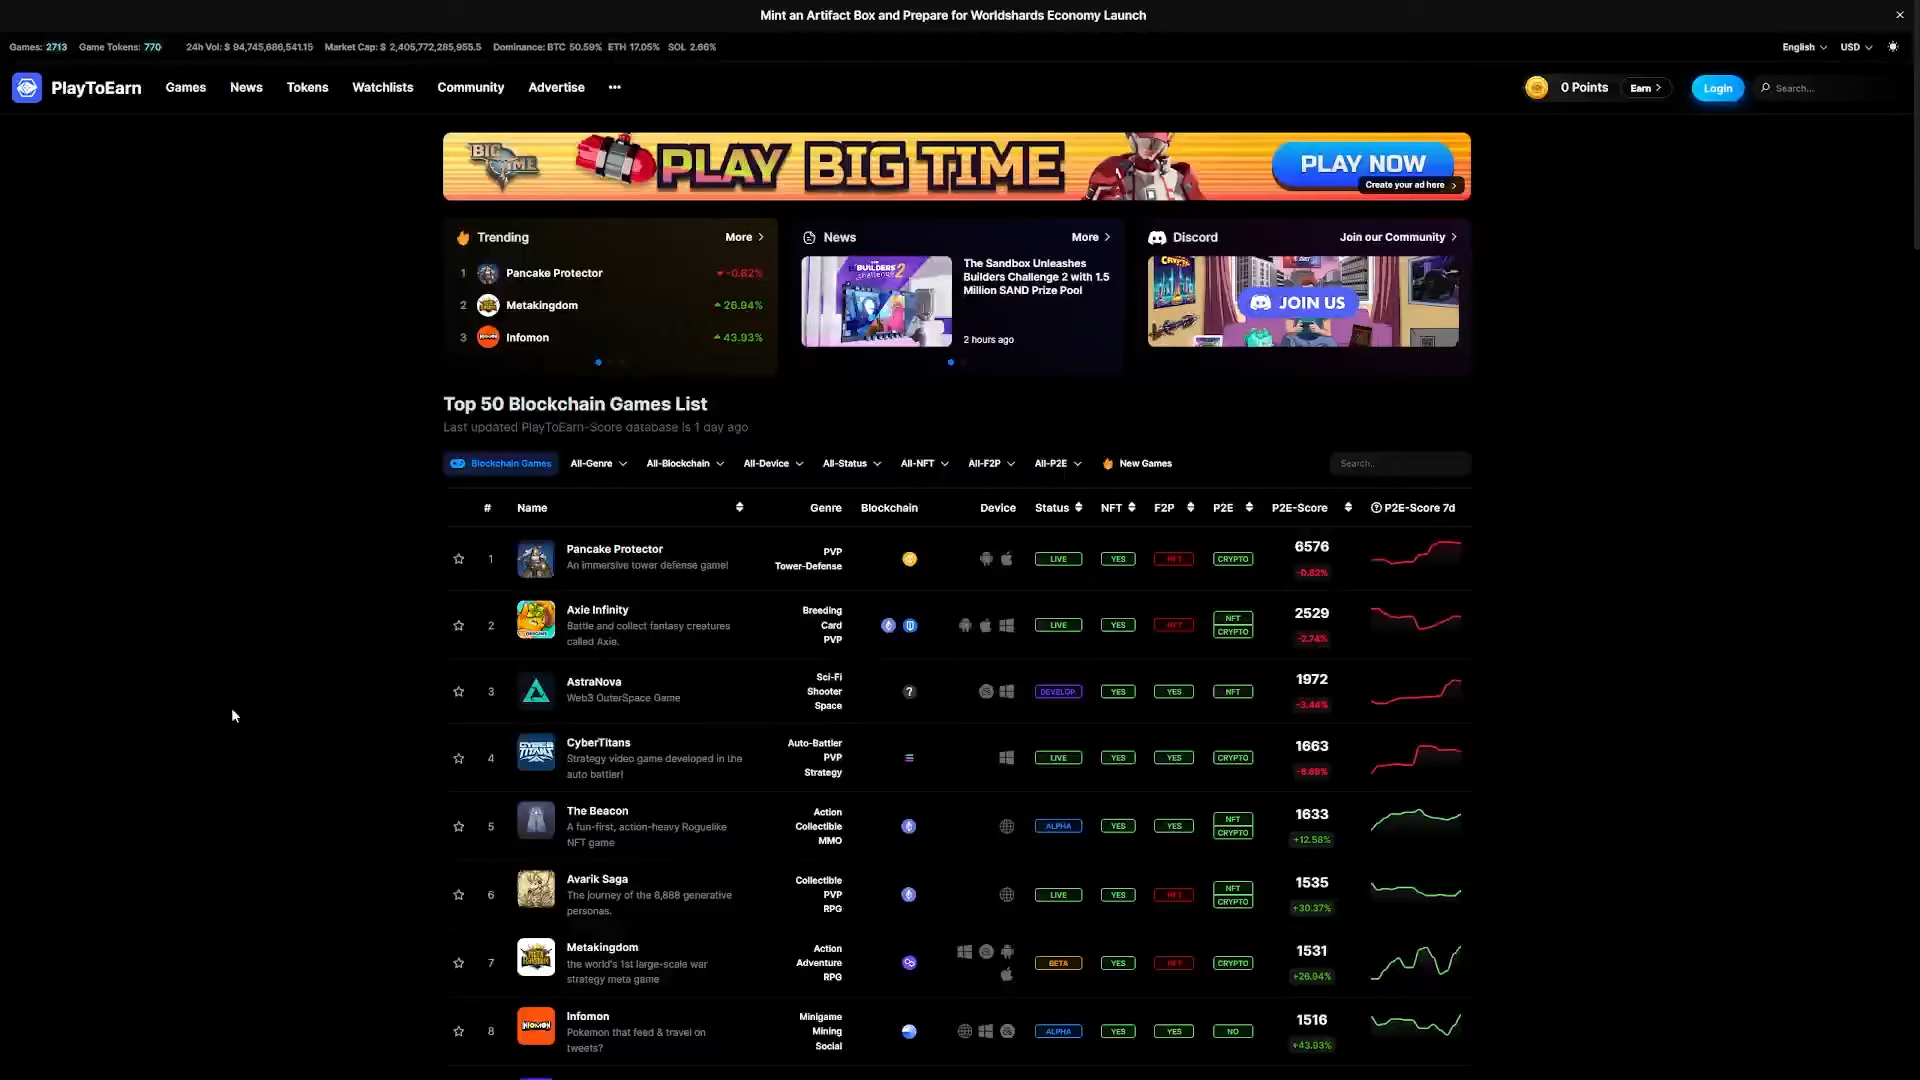 Mint an Artifact Box and Prepare for Worldshards Economy Launch
Games: 2713 Game Tokens: 770 24h Vol: $ 94,745,686,541.15 Market Cap: $ 2,405,772,285,955.5 Dominance: BTC 50.59% ETH 17.05% SOL 2.66%
English USD
PlayToEarn Games News Tokens Watchlists Community Advertise •••
0 Points Earn Login Search...
BIG TIME PLAY BIG TIME PLAY NOW
Create your ad here
Trending More
1 Pancake Protector -0.82%
2 Metakingdom 26.94%
3 Infomon 43.93%
News More
BUILDERS' challenge 2
The Sandbox Unleashes
Builders Challenge 2 with 1.5
Million SAND Prize Pool
2 hours ago
Discord Join our Community
JOIN US
Top 50 Blockchain Games List
Last updated PlayToEarn-Score database is 1 day ago
Blockchain Games All-Genre All-Blockchain All-Device All-Status All-NFT All-F2P All-P2E New Games Search..
# Name Genre Blockchain Device Status NFT F2P P2E P2E-Score P2E-Score 7d
1 Pancake Protector
An immersive tower defense game!
PVP
Tower-Defense
LIVE YES NFT CRYPTO 6576
-0.82%
2 Axie Infinity
Battle and collect fantasy creatures
called Axie.
Breeding
Card
PVP
LIVE YES NFT NFT
CRYPTO
2529
-2.74%
3 AstraNova
Web3 OuterSpace Game
Sci-Fi
Shooter
Space
? DEVELOP YES YES NFT 1972
-3.44%
4 CyberTitans
Strategy video game developed in the
auto battler!
Auto-Battler
PVP
Strategy
LIVE YES YES CRYPTO 1663
-6.69%
5 The Beacon
A fun-first, action-heavy Roguelike
NFT game
Action
Collectible
MMO
ALPHA YES YES NFT
CRYPTO
1633
+12.58%
6 Avarik Saga
The journey of the 8,888 generative
personas.
Collectible
PVP
RPG
LIVE YES NFT NFT
CRYPTO
1535
+30.37%
7 Metakingdom
the world's 1st large-scale war
strategy meta game
Action
Adventure
RPG
BETA YES NFT CRYPTO 1531
+26.94%
8 Infomon
Pokemon that feed & travel on
tweets?
Minigame
Mining
Social
ALPHA YES YES NO 1516
+43.93%